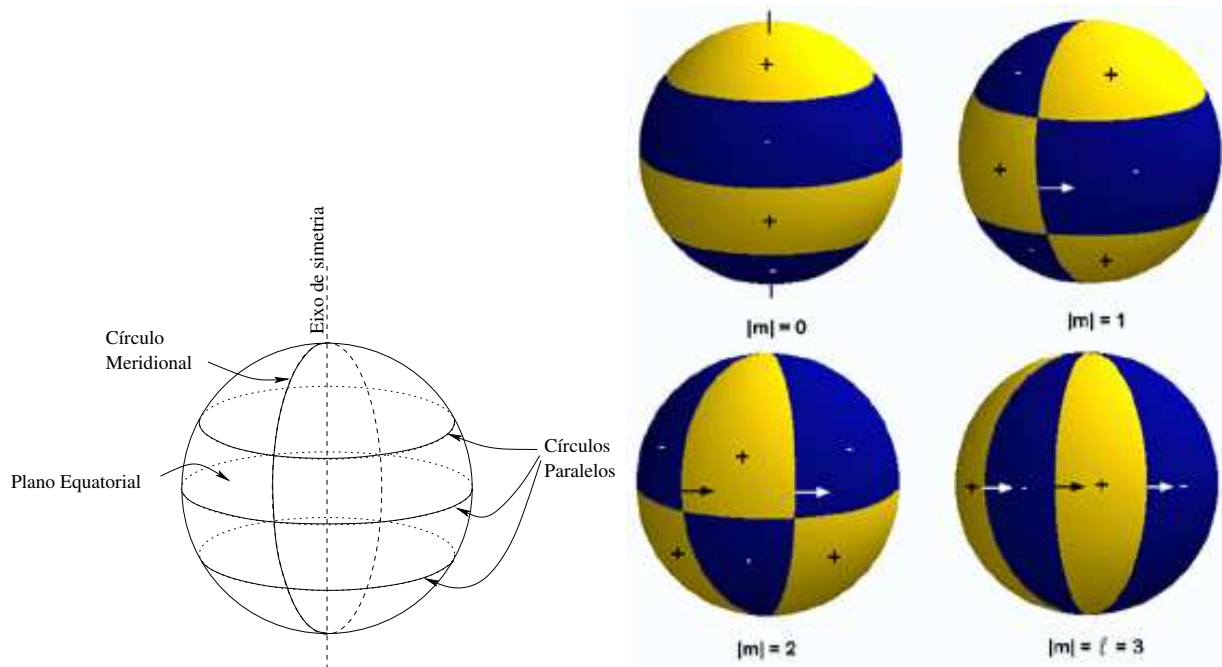 Eixo de simetria
Círculo
Meridional
Plano Equatorial
Círculos
Paralelos
+
-
+
-
|m| = 0
-
+
+
-
-
+
|m| = 1
-
+
-
+
-
+
|m| = 2
+
-
+
-
|m| = ℓ = 3